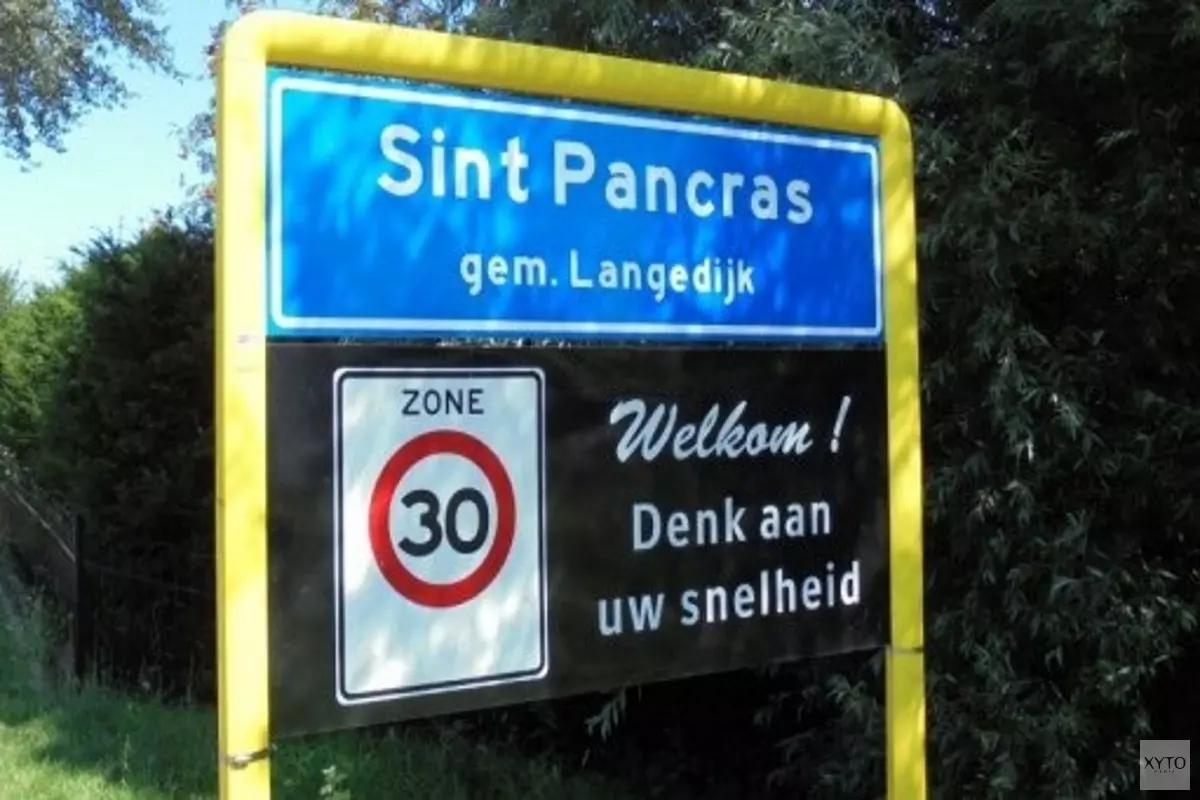 Sint Pancras
gem. Langedijk
ZONE
30
Welkom !
Denk aan
uw snelheid
XYTO